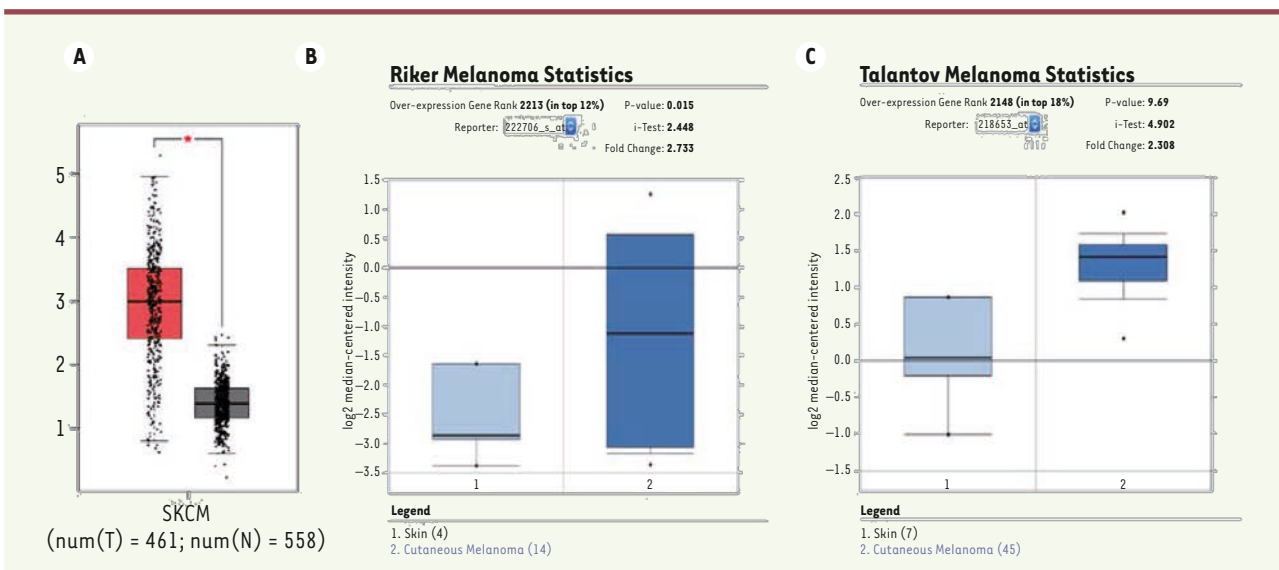 A
5
4
3
2
1
*
SKCM
(num(T) = 461; num(N) = 558)
B
Riker Melanoma Statistics
Over-expression Gene Rank 2213 (in top 12%) P-value: 0.015
Reporter: 222706_s_at i-Test: 2.448
Fold Change: 2.733
log2 median-centered intensity
1.5
1.0
0.5
0.0
−0.5
−1.0
−1.5
−2.0
−2.5
−3.0
−3.5
1 2
Legend
1. Skin (4)
2. Cutaneous Melanoma (14)
C
Talantov Melanoma Statistics
Over-expression Gene Rank 2148 (in top 18%) P-value: 9.69
Reporter: 218653_at i-Test: 4.902
Fold Change: 2.308
log2 median-centered intensity
2.5
2.0
1.5
1.0
0.5
0.0
−0.5
−1.0
−1.5
1 2
Legend
1. Skin (7)
2. Cutaneous Melanoma (45)